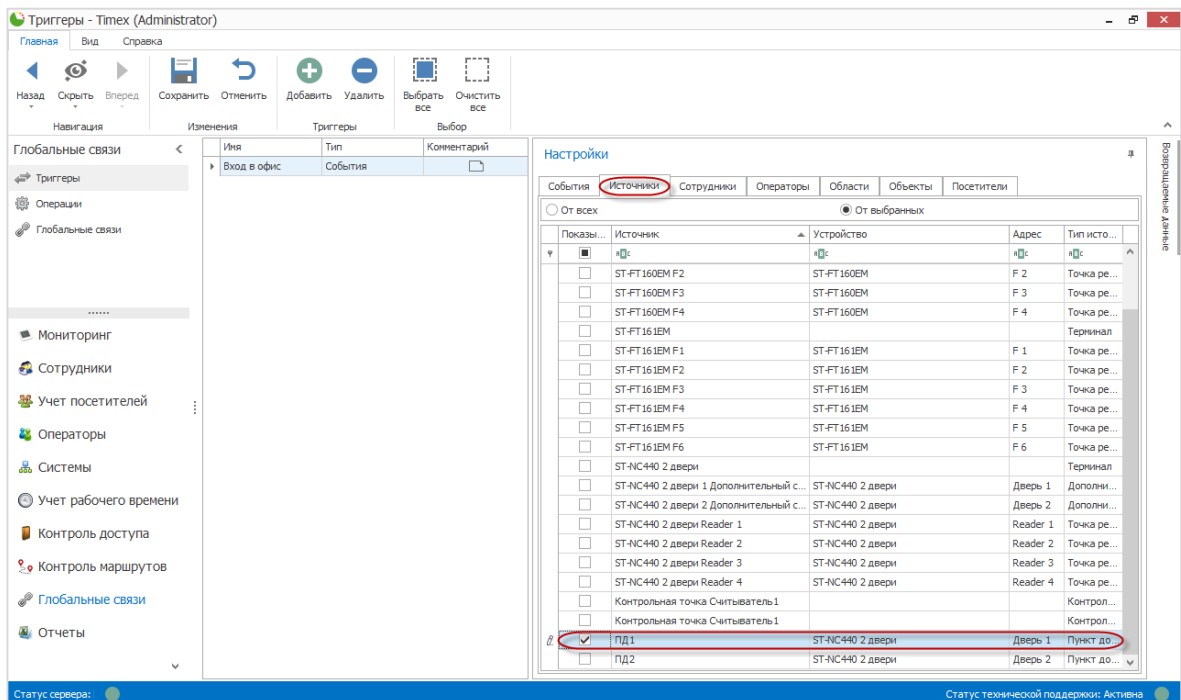 Триггеры - Timex (Administrator)
Главная Вид Справка
Назад Скрыть Вперед Сохранить Отменить Добавить Удалить Выбрать все Очистить все
Навигация Изменения Триггеры Выбор
Глобальные связи
Триггеры
Операции
Глобальные связи
Мониторинг
Сотрудники
Учет посетителей
Операторы
Системы
Учет рабочего времени
Контроль доступа
Контроль маршрутов
Глобальные связи
Отчеты
Имя Тип Комментарий
Вход в офис События
Настройки
События Источники Сотрудники Операторы Области Объекты Посетители
От всех От выбранных
Показы... Источник Устройство Адрес Тип исто...
ST-FT160EM F2 ST-FT160EM F 2 Точка ре...
ST-FT160EM F3 ST-FT160EM F 3 Точка ре...
ST-FT160EM F4 ST-FT160EM F 4 Точка ре...
ST-FT161EM Терминал
ST-FT161EM F1 ST-FT161EM F 1 Точка ре...
ST-FT161EM F2 ST-FT161EM F 2 Точка ре...
ST-FT161EM F3 ST-FT161EM F 3 Точка ре...
ST-FT161EM F4 ST-FT161EM F 4 Точка ре...
ST-FT161EM F5 ST-FT161EM F 5 Точка ре...
ST-FT161EM F6 ST-FT161EM F 6 Точка ре...
ST-NC440 2 двери Терминал
ST-NC440 2 двери 1 Дополнительный с... ST-NC440 2 двери Дверь 1 Дополни...
ST-NC440 2 двери 2 Дополнительный с... ST-NC440 2 двери Дверь 2 Дополни...
ST-NC440 2 двери Reader 1 ST-NC440 2 двери Reader 1 Точка ре...
ST-NC440 2 двери Reader 2 ST-NC440 2 двери Reader 2 Точка ре...
ST-NC440 2 двери Reader 3 ST-NC440 2 двери Reader 3 Точка ре...
ST-NC440 2 двери Reader 4 ST-NC440 2 двери Reader 4 Точка ре...
Контрольная точка Считыватель1 Контрол...
Контрольная точка Считыватель1 Контрол...
ПД1 ST-NC440 2 двери Дверь 1 Пункт до...
ПД2 ST-NC440 2 двери Дверь 2 Пункт до...
Возвращаемые данные
Статус сервера: Статус технической поддержки: Активна